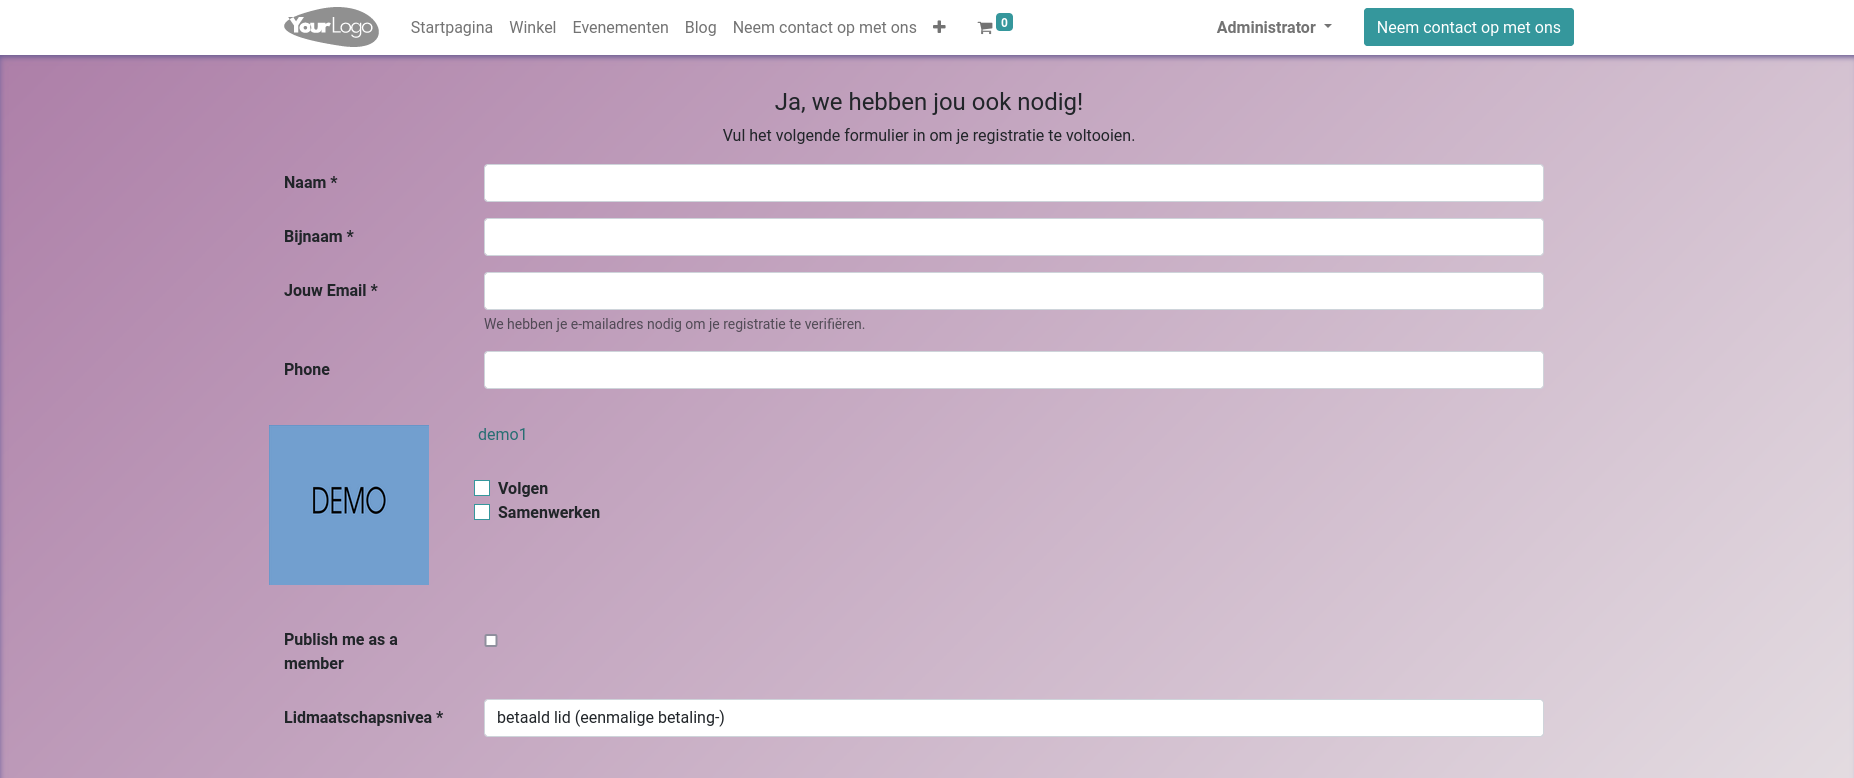 YourLogo Startpagina Winkel Evenementen Blog Neem contact op met ons 0 Administrator Neem contact op met ons
Ja, we hebben jou ook nodig!
Vul het volgende formulier in om je registratie te voltooien.
Naam *
Bijnaam *
Jouw Email *
We hebben je e-mailadres nodig om je registratie te verifiëren.
Phone
demo1
DEMO
Volgen
Samenwerken
Publish me as a
member
Lidmaatschapsnivea * betaald lid (eenmalige betaling-)